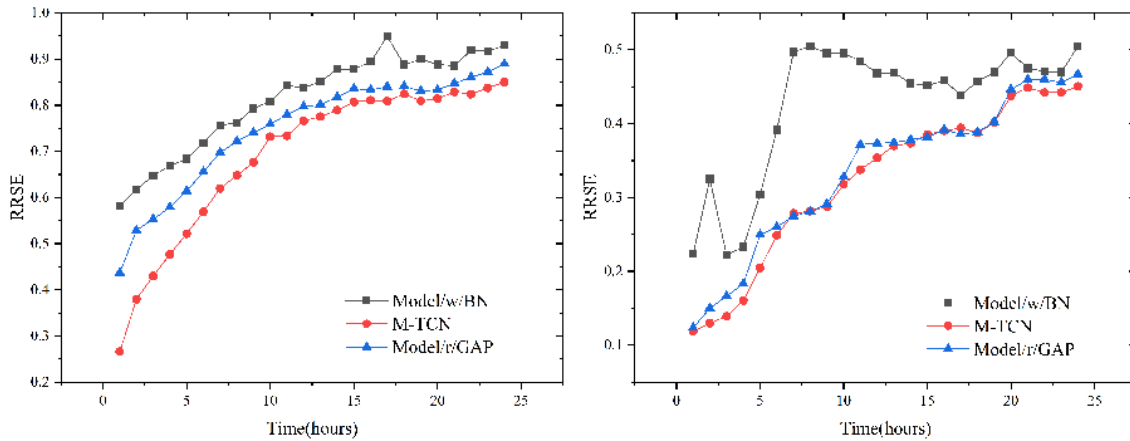 1.0
0.9
0.8
0.7
0.6
0.5
0.4
0.3
0.2
RRSE
0 5 10 15 20 25
Time(hours)
Model/w/BN
M-TCN
Model/r/GAP
0.5
0.4
0.3
0.2
0.1
RRSE
0 5 10 15 20 25
Time(hours)
Model/w/BN
M-TCN
Model/r/GAP